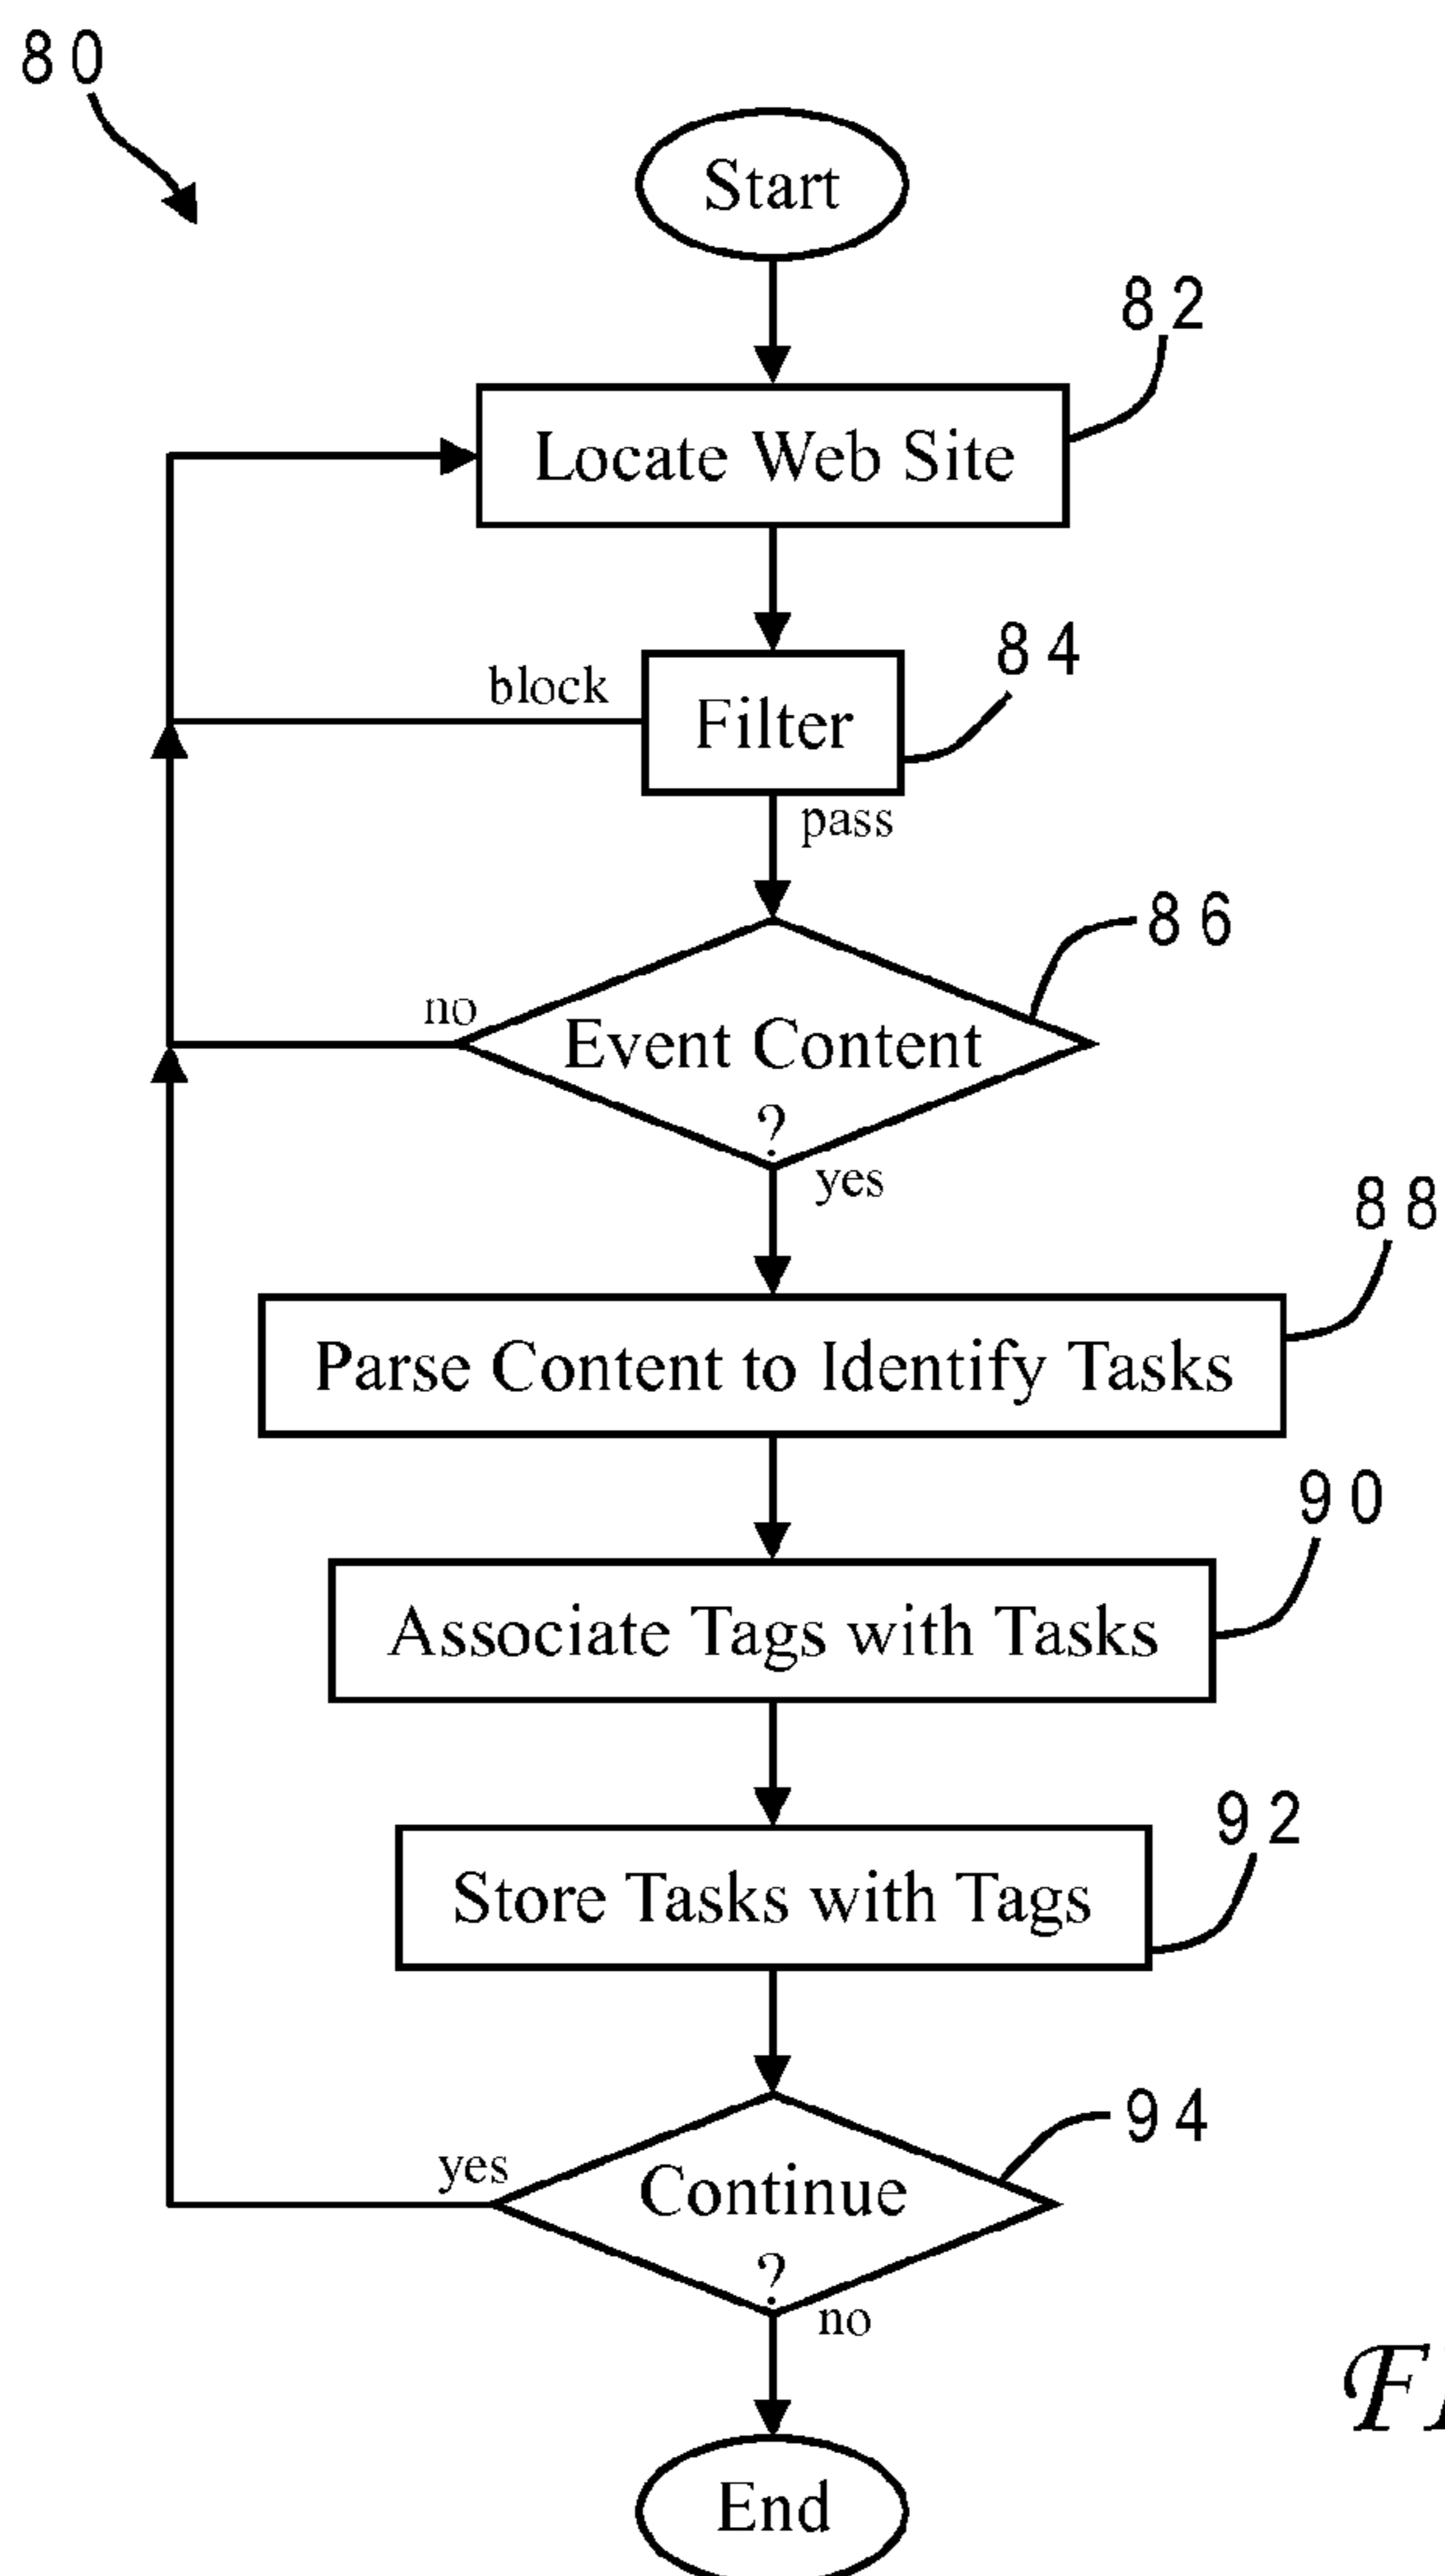 80
Start
82
Locate Web Site
84
block
Filter
pass
86
no
Event Content
?
yes
88
Parse Content to Identify Tasks
90
Associate Tags with Tasks
92
Store Tasks with Tags
94
yes
Continue
?
no
End